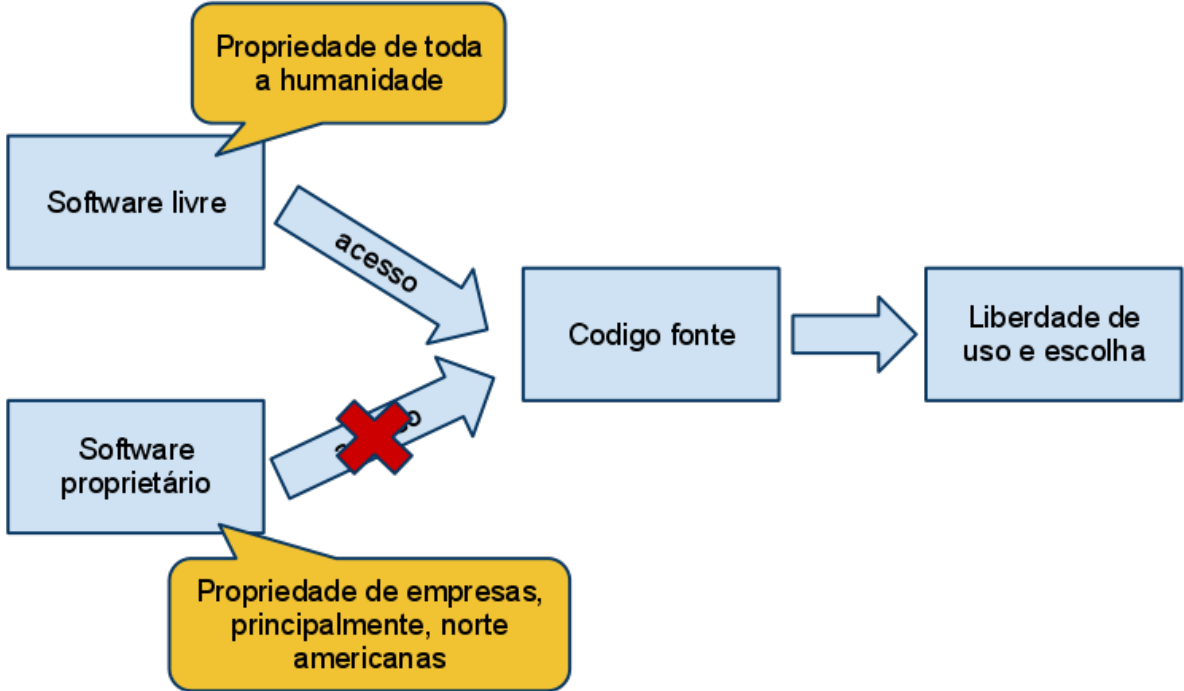 Propriedade de toda
a humanidade
Software livre
acesso
Codigo fonte
Liberdade de
uso e escolha
Software
proprietário
Propriedade de empresas,
principalmente, norte
americanas